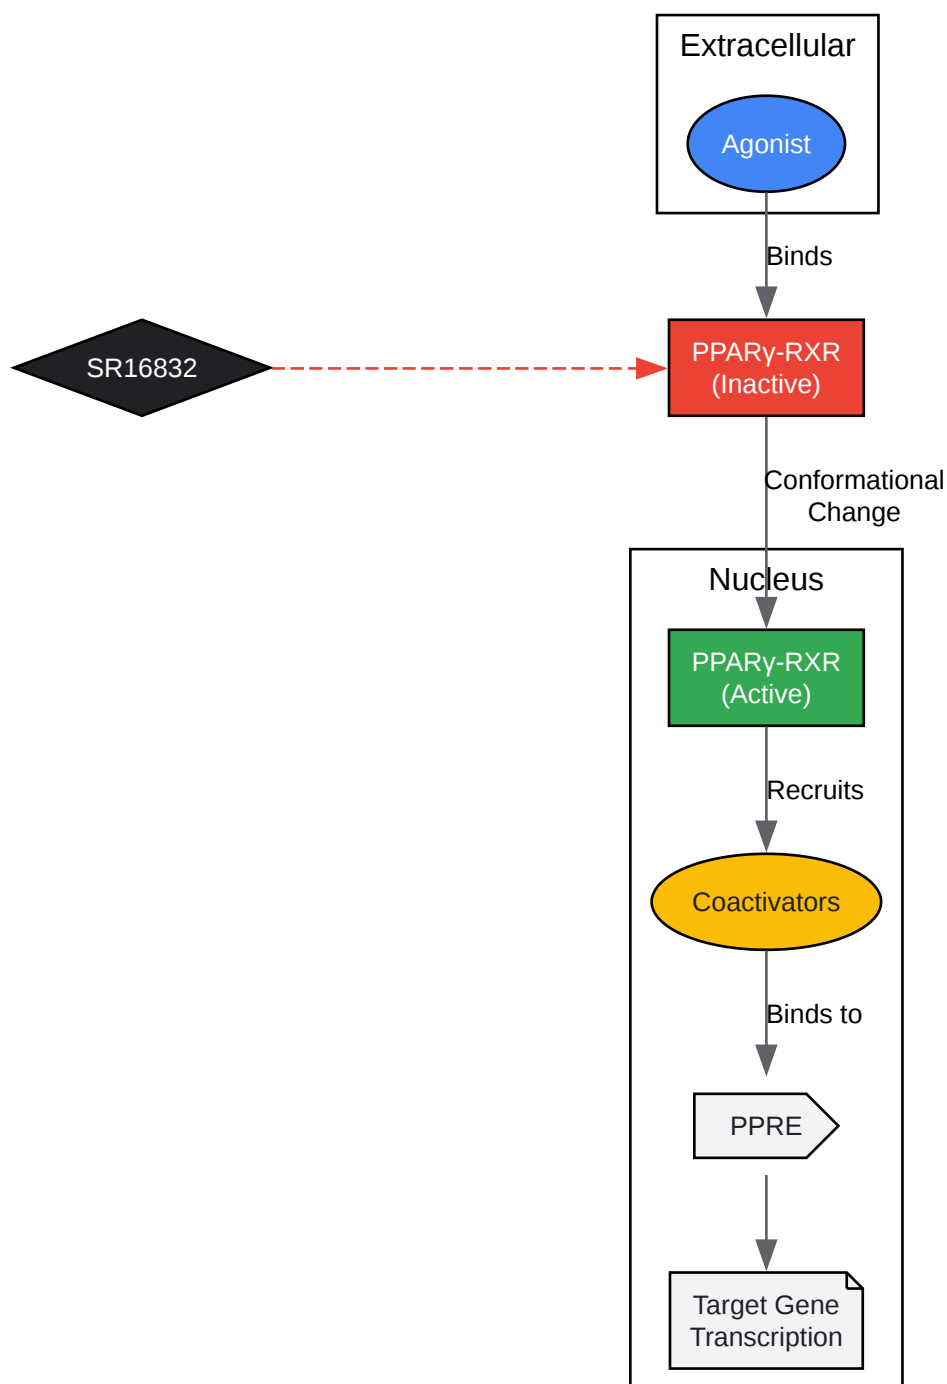 Extracellular
Agonist
Binds
SR16832
PPARγ-RXR
(Inactive)
Conformational
Change
Nucleus
PPARγ-RXR
(Active)
Recruits
Coactivators
Binds to
PPRE
Target Gene
Transcription